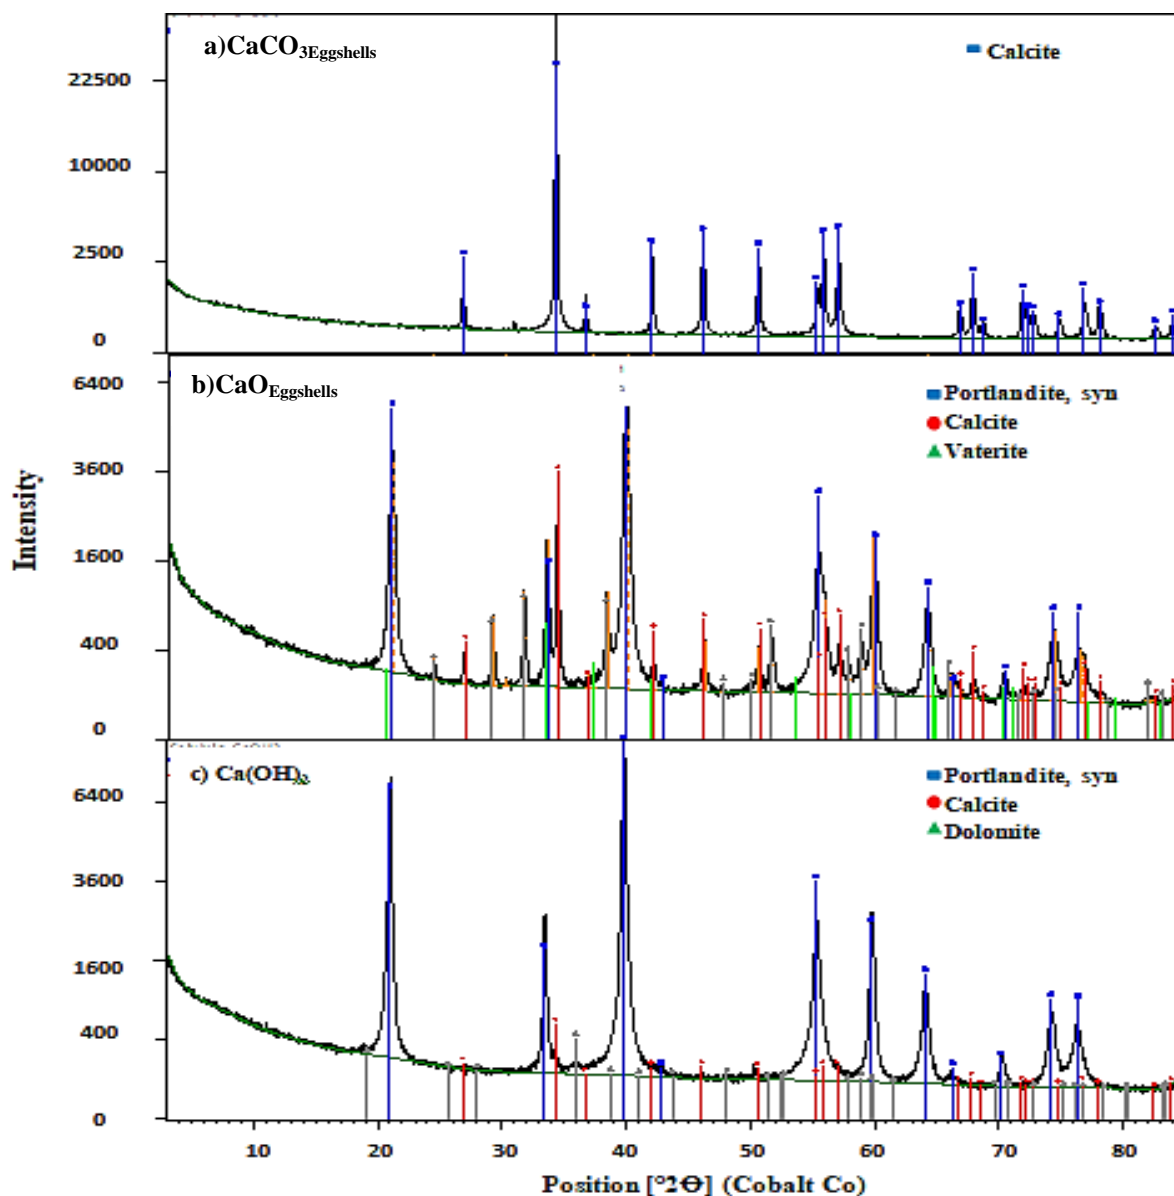 a)CaCO3Eggshells
Calcite
22500
10000
2500
0
b)CaOEggshells
Portlandite, syn
Calcite
Vaterite
6400
3600
1600
400
0
Intensity
c) Ca(OH)2
Portlandite, syn
Calcite
Dolomite
6400
3600
1600
400
0
10 20 30 40 50 60 70 80
Position [°2Θ] (Cobalt Co)